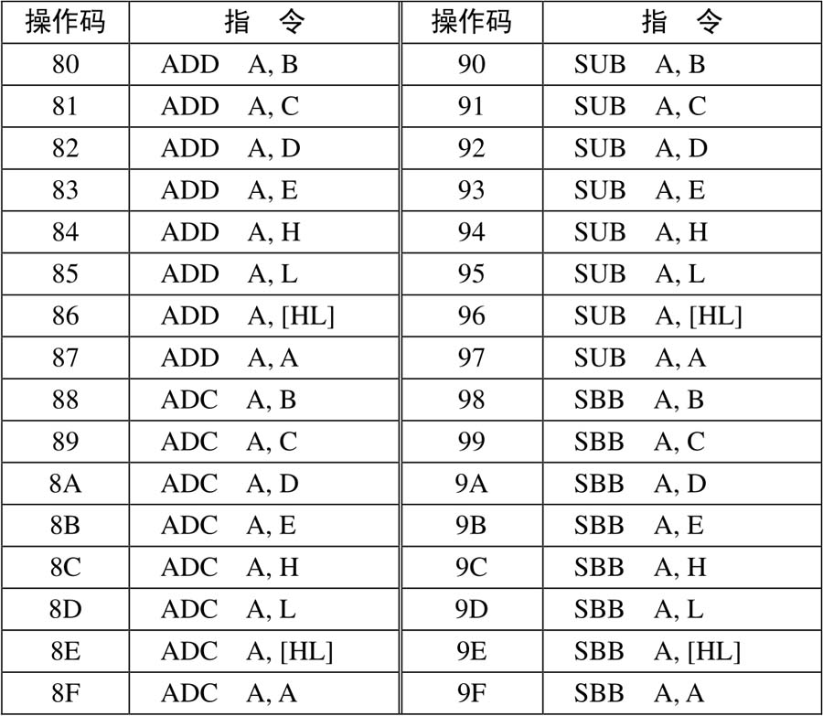 操作码 指 令 操作码 指 令
80 ADD A, B 90 SUB A, B
81 ADD A, C 91 SUB A, C
82 ADD A, D 92 SUB A, D
83 ADD A, E 93 SUB A, E
84 ADD A, H 94 SUB A, H
85 ADD A, L 95 SUB A, L
86 ADD A, [HL] 96 SUB A, [HL]
87 ADD A, A 97 SUB A, A
88 ADC A, B 98 SBB A, B
89 ADC A, C 99 SBB A, C
8A ADC A, D 9A SBB A, D
8B ADC A, E 9B SBB A, E
8C ADC A, H 9C SBB A, H
8D ADC A, L 9D SBB A, L
8E ADC A, [HL] 9E SBB A, [HL]
8F ADC A, A 9F SBB A, A